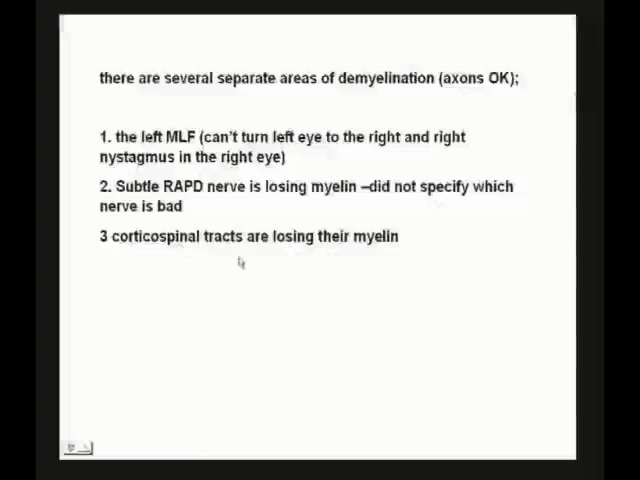 there are several separate areas of demyelination (axons OK);
1. the left MLF (can't turn left eye to the right and right
nystagmus in the right eye)
2. Subtle RAPD nerve is losing myelin –did not specify which
nerve is bad
3 corticospinal tracts are losing their myelin